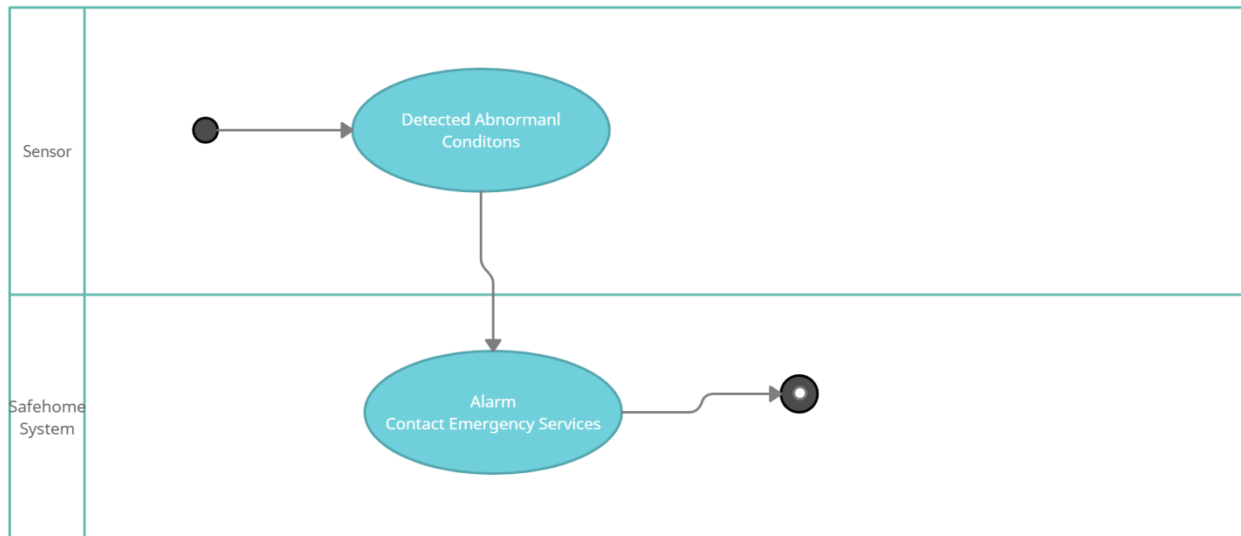 Sensor
Detected Abnormanl
Conditons
Safehome
System
Alarm
Contact Emergency Services